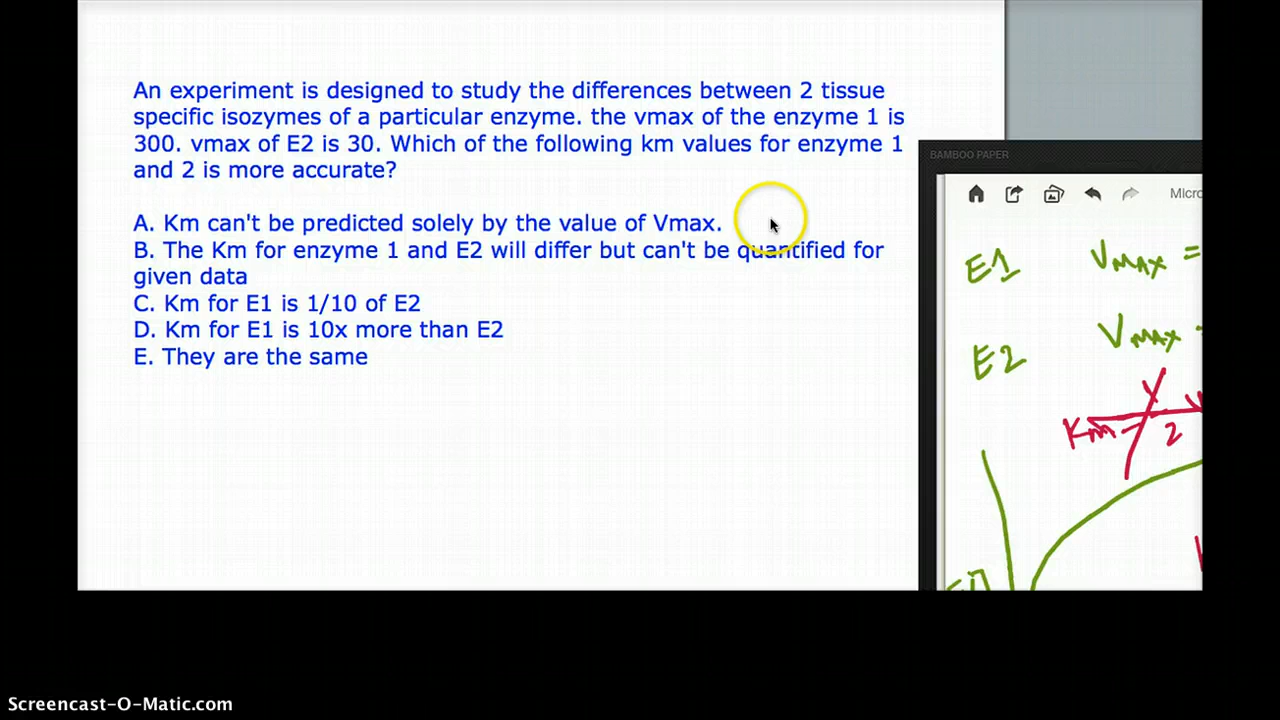 An experiment is designed to study the differences between 2 tissue
specific isozymes of a particular enzyme. the vmax of the enzyme 1 is
300. vmax of E2 is 30. Which of the following km values for enzyme 1
and 2 is more accurate?
A. Km can't be predicted solely by the value of Vmax.
B. The Km for enzyme 1 and E2 will differ but can't be quantified for
given data
C. Km for E1 is 1/10 of E2
D. Km for E1 is 10x more than E2
E. They are the same
BAMBOO PAPER
Micro
E1 VMAX =
E2 VMAX -
Km
2
Screencast-O-Matic.com